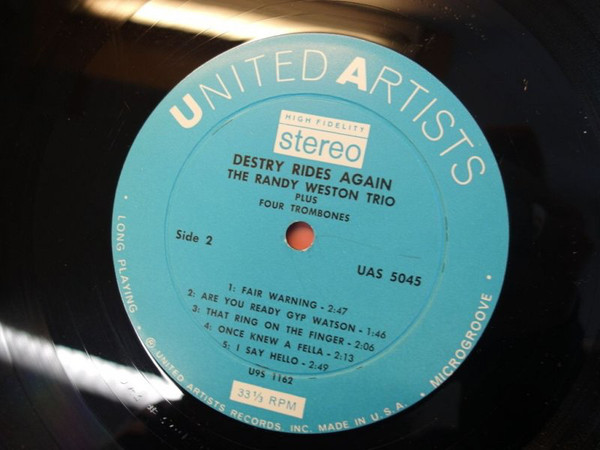 UNITED ARTISTS
HIGH FIDELITY
stereo
DESTRY RIDES AGAIN
THE RANDY WESTON TRIO
PLUS
FOUR TROMBONES
Side 2
UAS 5045
1: FAIR WARNING - 2:47
2: ARE YOU READY GYP WATSON - 1:46
3: THAT RING ON THE FINGER - 2:06
4: ONCE KNEW A FELLA - 2:13
5: I SAY HELLO - 2:49
U9S 1162
33⅓ RPM
• LONG PLAYING •
® UNITED ARTISTS RECORDS, INC. MADE IN U.S.A.
• MICROGROOVE •